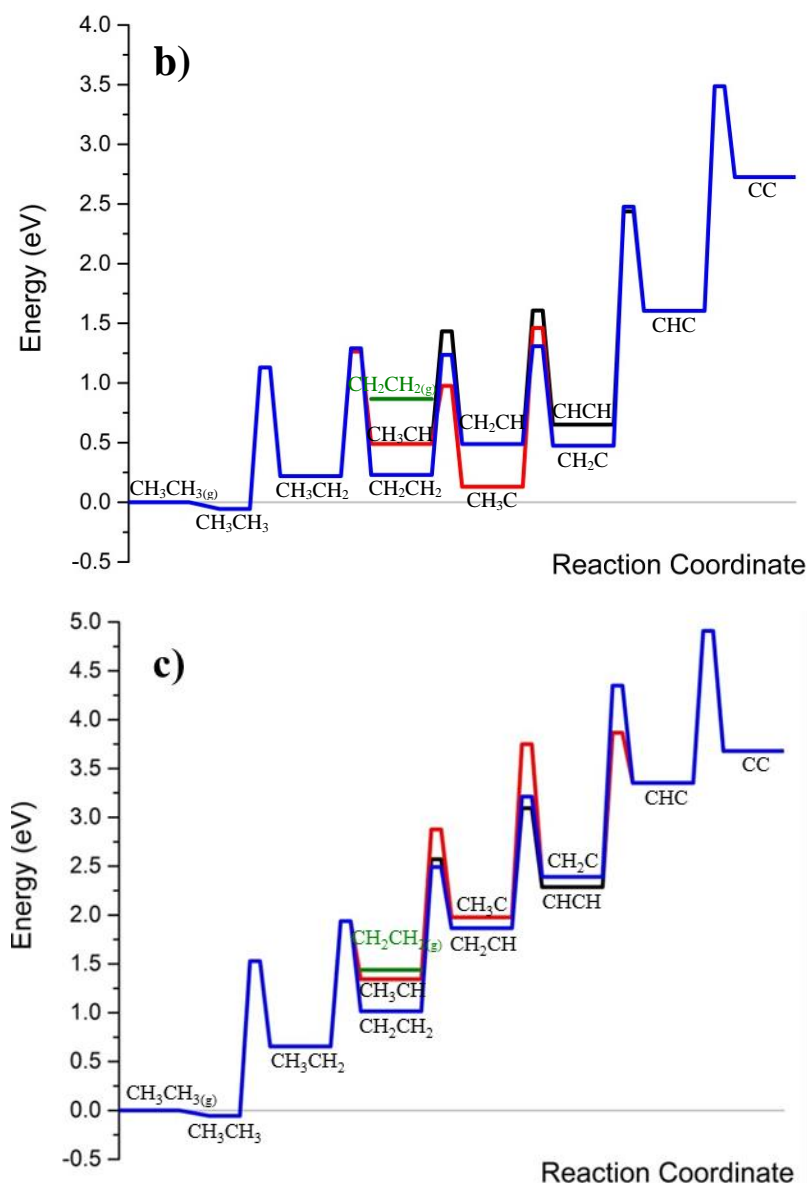 b)
4.0
3.5
3.0
2.5
2.0
1.5
1.0
0.5
0.0
-0.5
Energy (eV)
CH₃CH₃₍g₎
CH₃CH₃
CH₃CH₂
CH₂CH₂₍g₎
CH₃CH
CH₂CH₂
CH₂CH
CH₃C
CHCH
CH₂C
CHC
CC
Reaction Coordinate
c)
5.0
4.5
4.0
3.5
3.0
2.5
2.0
1.5
1.0
0.5
0.0
-0.5
Energy (eV)
CH₃CH₃₍g₎
CH₃CH₃
CH₃CH₂
CH₂CH₂₍g₎
CH₃CH
CH₂CH₂
CH₃C
CH₂CH
CH₂C
CHCH
CHC
CC
Reaction Coordinate